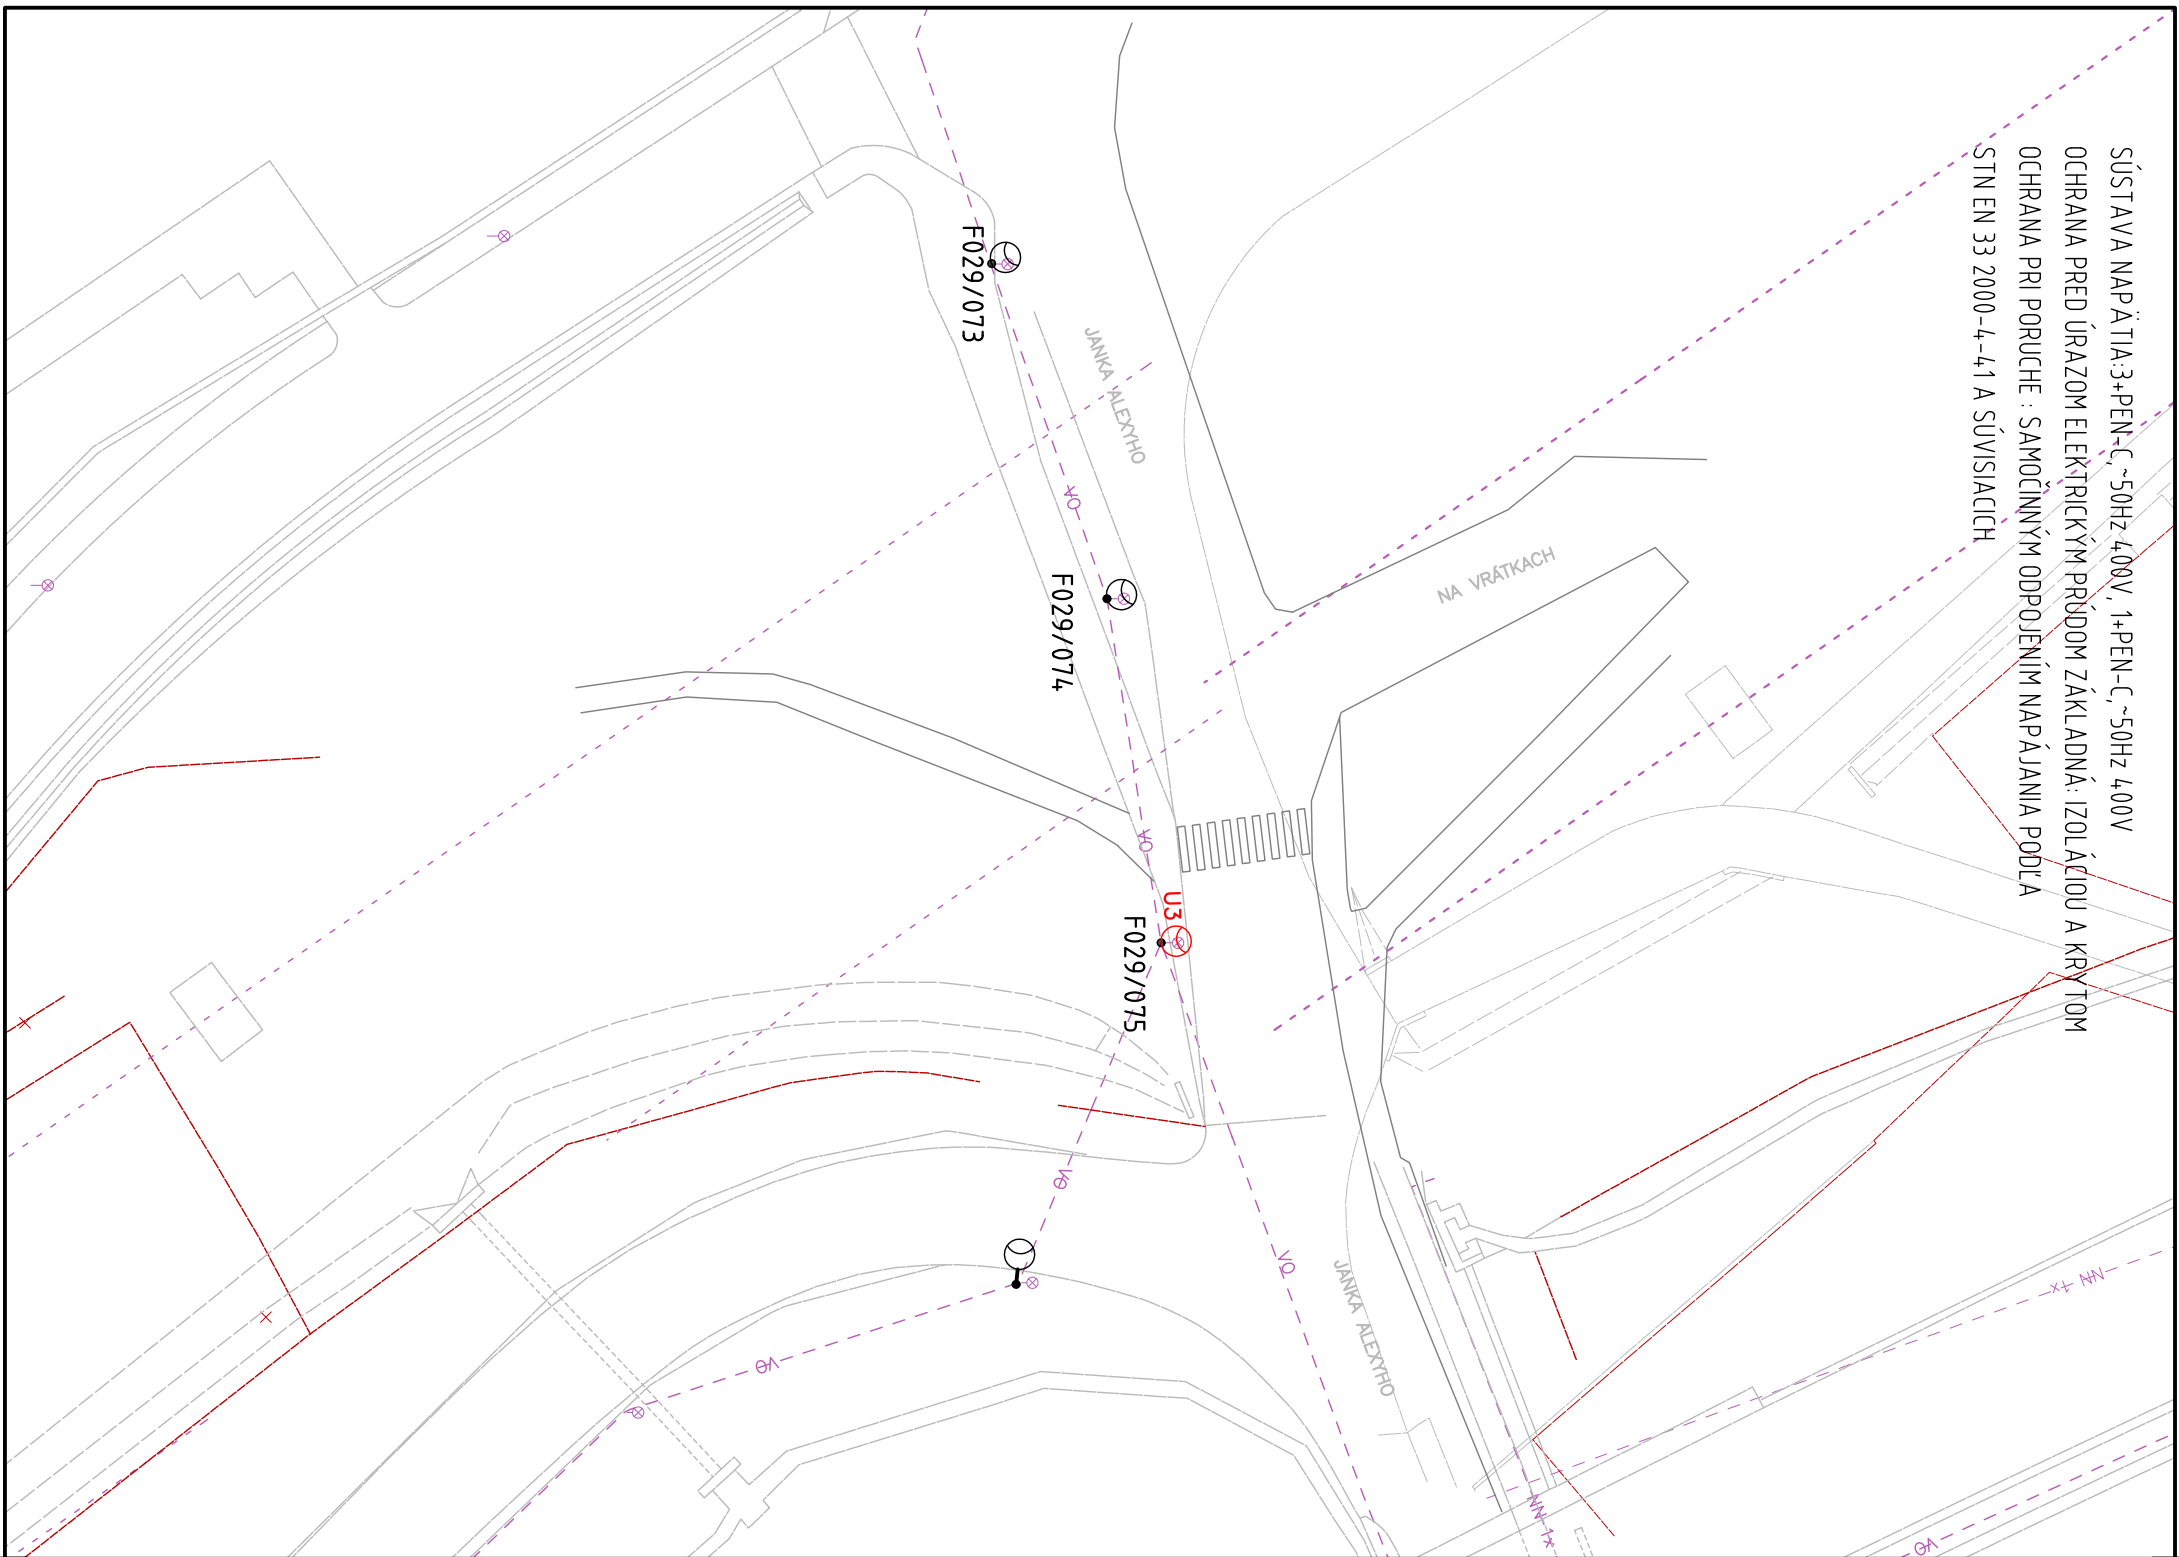 SÚSTAVA NAPÄTIA:3+PEN-C,~50Hz 400V, 1+PEN-C,~50Hz 400V
OCHRANA PRED ÚRAZOM ELEKTRICKÝM PRÚDOM ZÁKLADNÁ: IZOLÁCIOU A KRYTOM
OCHRANA PRI PORUCHE : SAMOČINNÝM ODPOJENÍM NAPÁJANIA PODĽA
STN EN 33 2000-4-41 A SÚVISIACICH
NA VRÁTKACH
JANKA ALEXYHO
F029/073
VO
F029/074
VO
U3
F029/075
VO
VO
VO
JANKA ALEXYHO
NN 1x
NN 1x
VO